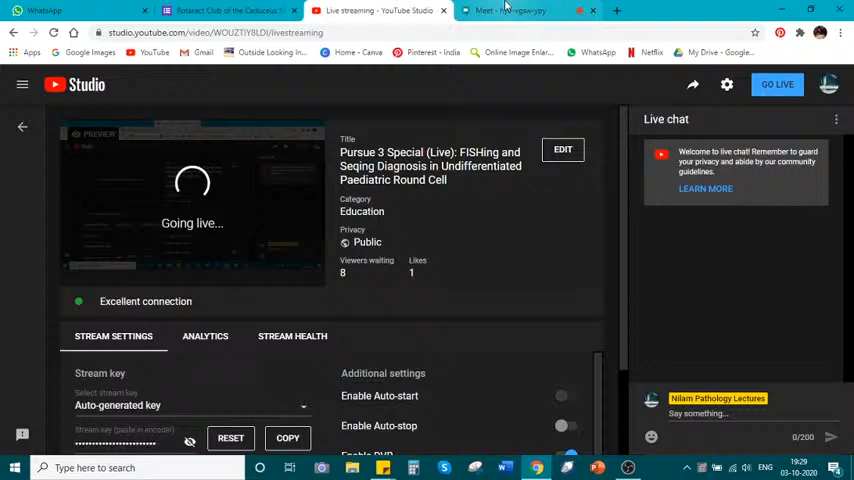 WhatsApp
Rotaract Club of the Caduceus M
Live streaming - YouTube Studio
Meet -
studio.youtube.com/video/WOUZTIY8LDI/livestreaming
Apps
YouTube
Gmail
Outside Looking In...
Home - Canva
Pinterest - India
Online Image Enlar...
WhatsApp
Netflix
My Drive - Google...
Studio
GO LIVE
PREVIEW
Going live...
Title
Pursue 3 Special (Live): FISHing and
Seqing Diagnosis in Undifferentiated
Paediatric Round Cell
EDIT
Category
Education
Privacy
Public
Viewers waiting
Likes
8
1
Excellent connection
STREAM SETTINGS
ANALYTICS
STREAM HEALTH
Stream key
Select stream key
Auto-generated key
Stream key (paste in encoder)
RESET
COPY
Additional settings
Enable Auto-start
Enable Auto-stop
Enable DVR
Live chat
Welcome to live chat! Remember to guard
your privacy and abide by our community
guidelines.
LEARN MORE
Nilam Pathology Lectures
Say something...
0/200
Type here to search
ENG
19:29
03-10-2020
4